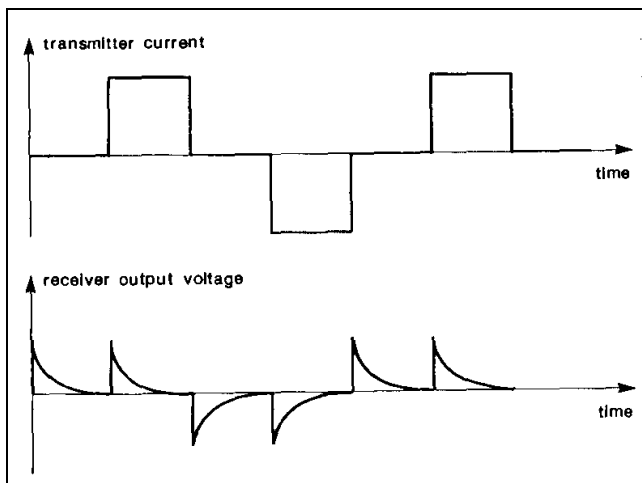 transmitter current
time
receiver output voltage
time